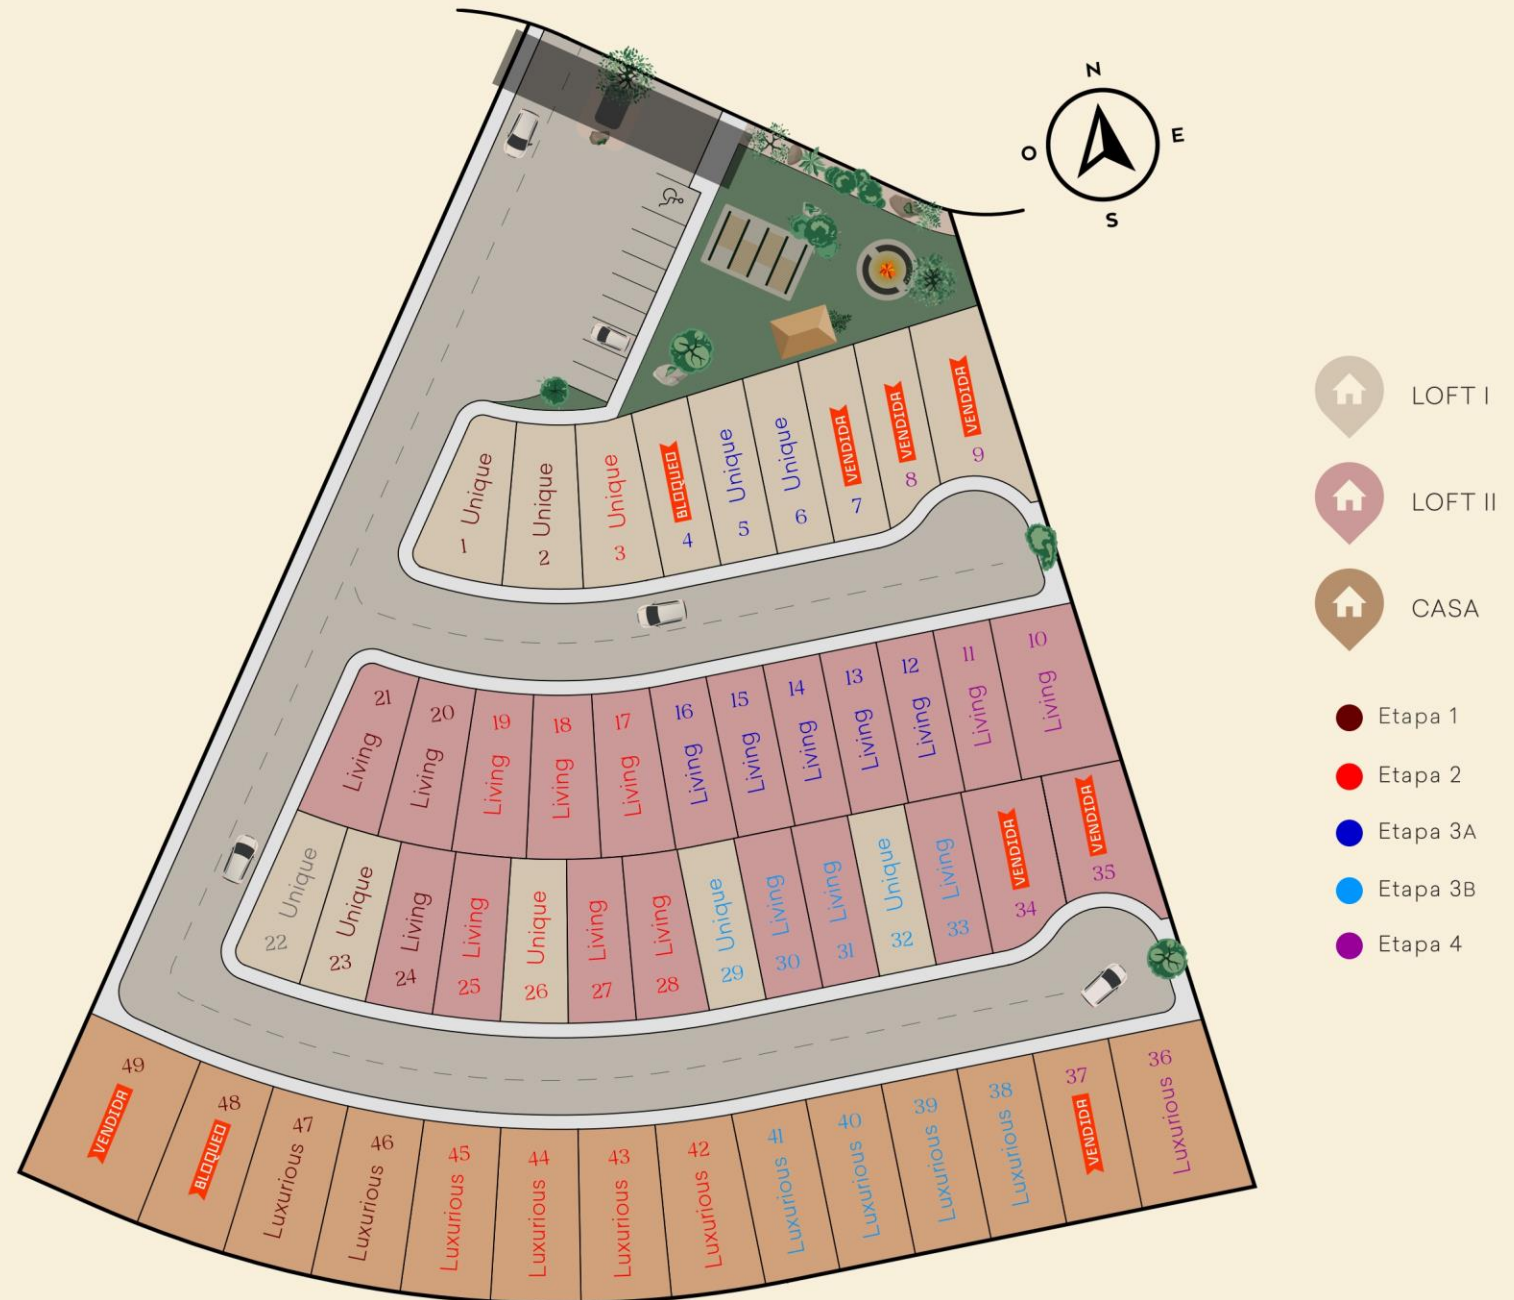 N
E
O
S
LOFT I
LOFT II
CASA
Etapa 1
Etapa 2
Etapa 3A
Etapa 3B
Etapa 4
1 Unique
2 Unique
3 Unique
4 BLOQUEO
5 Unique
6 Unique
7 VENDIDA
8 VENDIDA
9 VENDIDA
21 Living
20 Living
19 Living
18 Living
17 Living
16 Living
15 Living
14 Living
13 Living
12 Living
11 Living
10 Living
22 Unique
23 Unique
24 Living
25 Living
26 Unique
27 Living
28 Living
29 Unique
30 Living
31 Living
32 Unique
33 Living
34 VENDIDA
35 VENDIDA
49 VENDIDA
48 BLOQUEO
47 Luxurious
46 Luxurious
45 Luxurious
44 Luxurious
43 Luxurious
42 Luxurious
41 Luxurious
40 Luxurious
39 Luxurious
38 Luxurious
37 VENDIDA
36 Luxurious